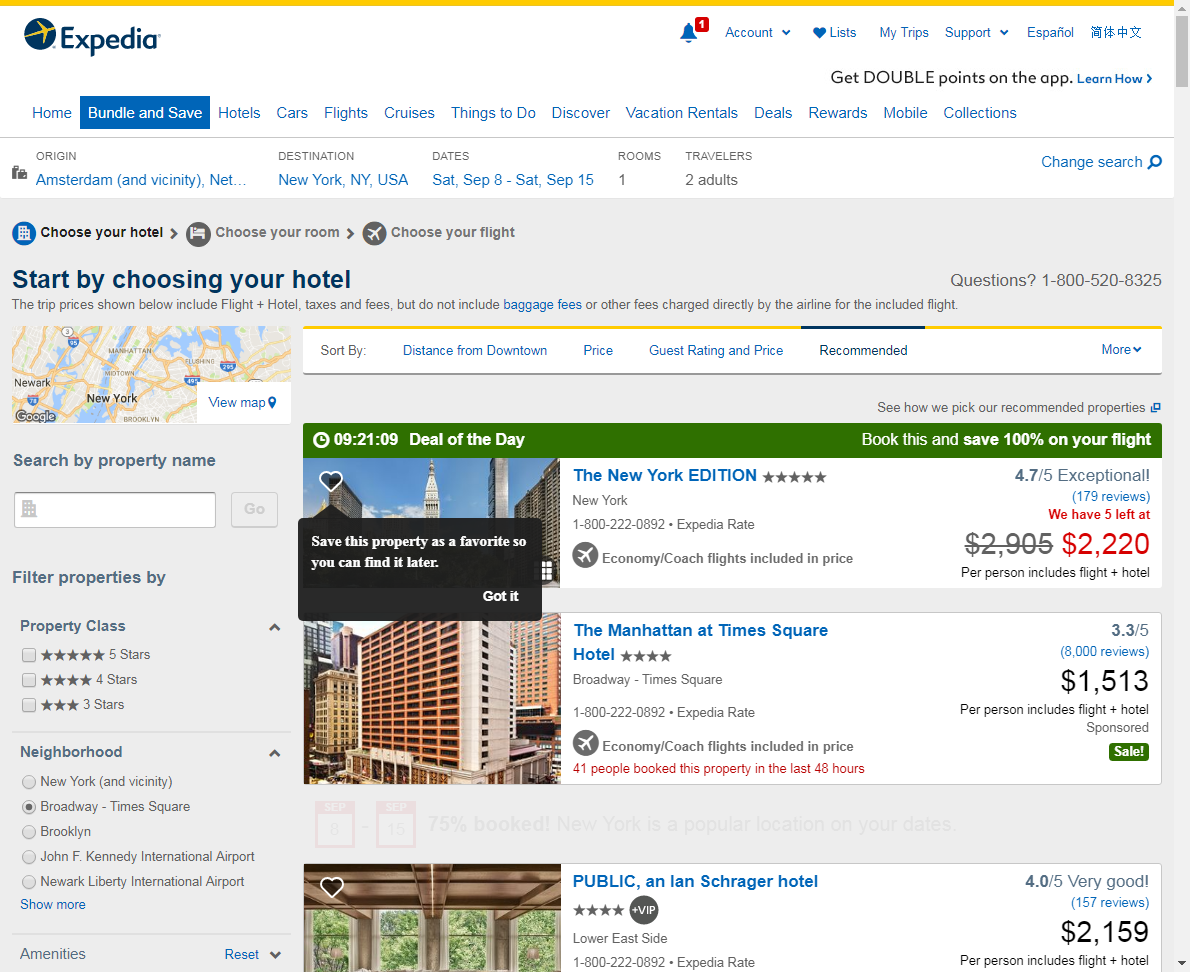 Expedia
1
Account
Lists
My Trips
Support
Español
简体中文
Get DOUBLE points on the app. Learn How
Home
Bundle and Save
Hotels
Cars
Flights
Cruises
Things to Do
Discover
Vacation Rentals
Deals
Rewards
Mobile
Collections
ORIGIN
Amsterdam (and vicinity), Net...
DESTINATION
New York, NY, USA
DATES
Sat, Sep 8 - Sat, Sep 15
ROOMS
1
TRAVELERS
2 adults
Change search
Choose your hotel
Choose your room
Choose your flight
Start by choosing your hotel
Questions? 1-800-520-8325
The trip prices shown below include Flight + Hotel, taxes and fees, but do not include baggage fees or other fees charged directly by the airline for the included flight.
3
95
MANHATTAN
FLUSHING
MIDTOWN
295
495
Newark
78
New York
BROOKLYN
Google
View map
Search by property name
Go
Filter properties by
Property Class
5 Stars
4 Stars
3 Stars
Neighborhood
New York (and vicinity)
Broadway - Times Square
Brooklyn
John F. Kennedy International Airport
Newark Liberty International Airport
Show more
Amenities
Reset
Sort By:
Distance from Downtown
Price
Guest Rating and Price
Recommended
More
See how we pick our recommended properties
09:21:09 Deal of the Day
Book this and save 100% on your flight
Save this property as a favorite so
you can find it later.
Got it
The New York EDITION
New York
1-800-222-0892 • Expedia Rate
Economy/Coach flights included in price
4.7/5 Exceptional!
(179 reviews)
We have 5 left at
$2,905 $2,220
Per person includes flight + hotel
The Manhattan at Times Square
Hotel
Broadway - Times Square
1-800-222-0892 • Expedia Rate
Economy/Coach flights included in price
41 people booked this property in the last 48 hours
3.3/5
(8,000 reviews)
$1,513
Per person includes flight + hotel
Sponsored
Sale!
SEP
8
-
SEP
15
75% booked! New York is a popular location on your dates.
PUBLIC, an Ian Schrager hotel
+VIP
Lower East Side
1-800-222-0892 • Expedia Rate
4.0/5 Very good!
(157 reviews)
$2,159
Per person includes flight + hotel